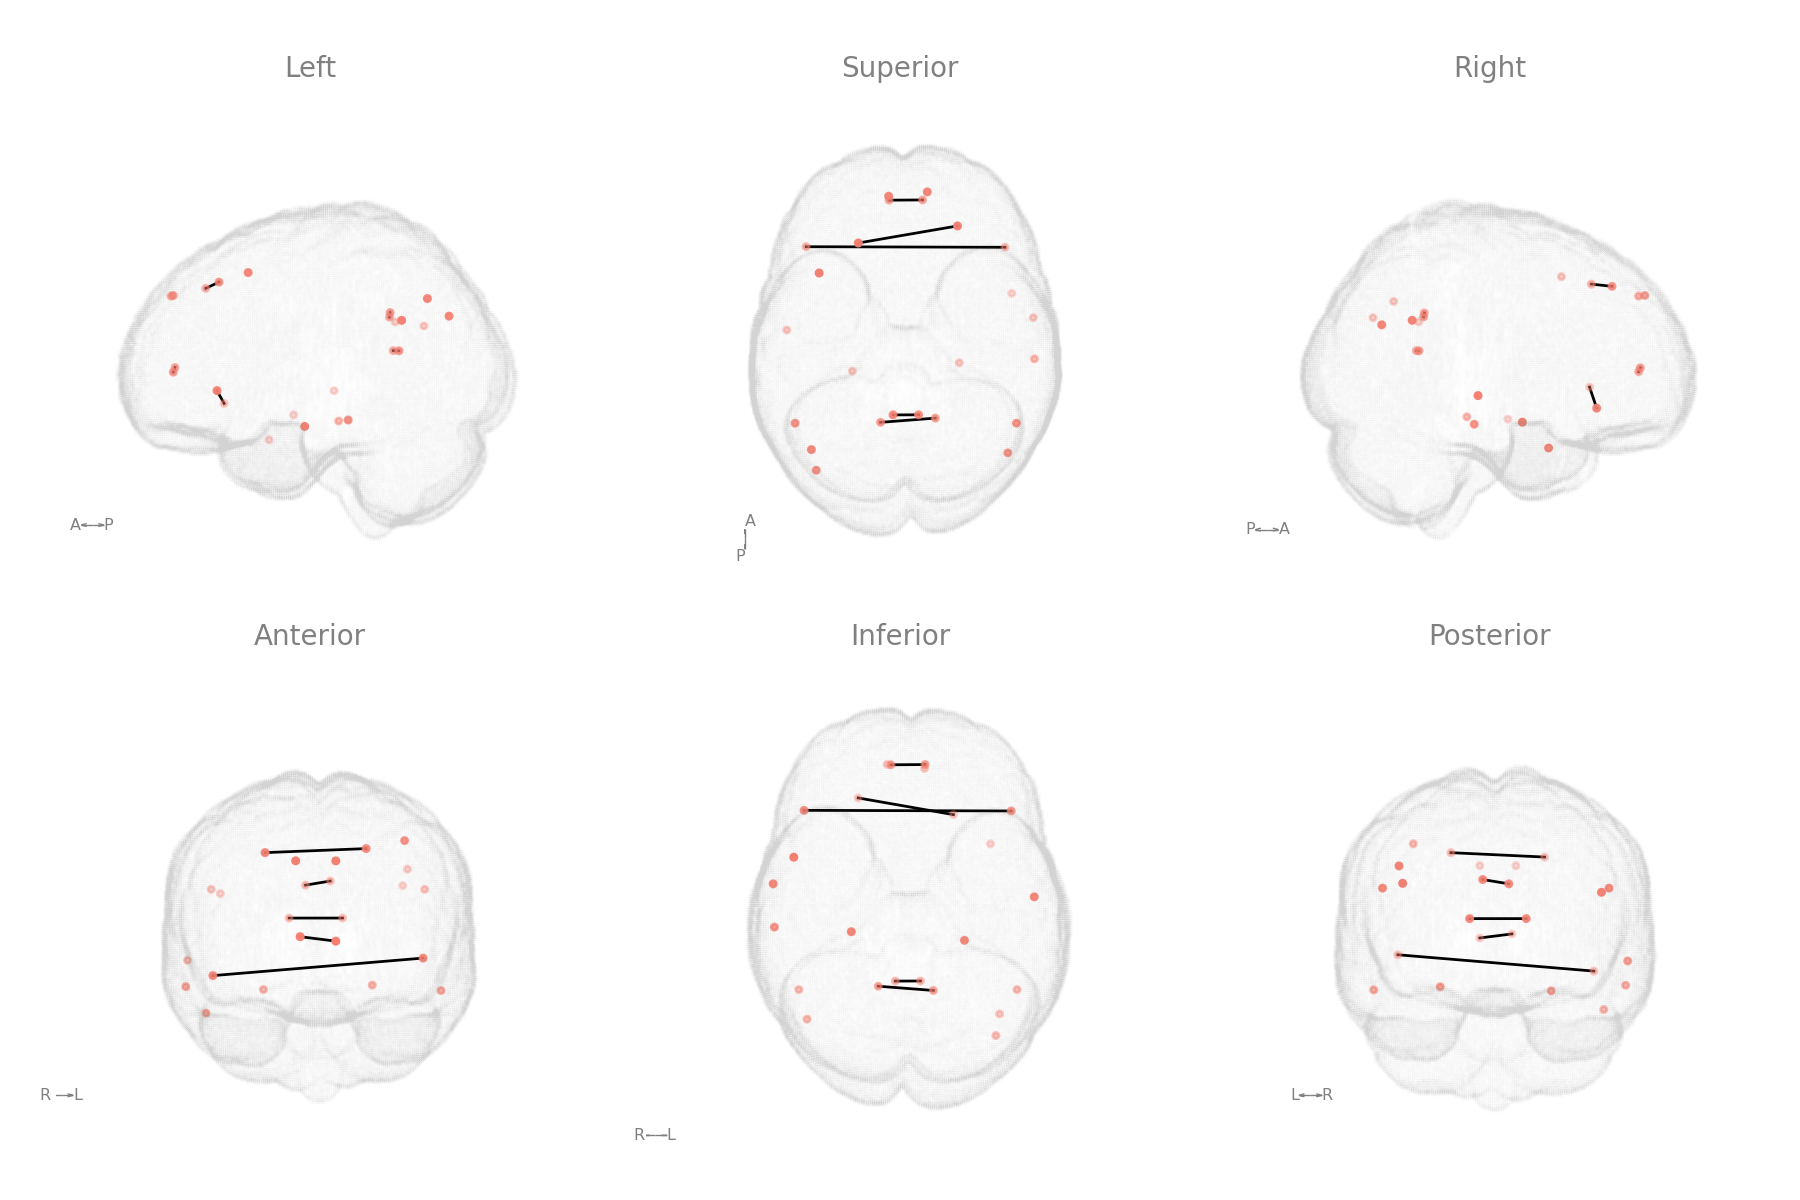 Left
Superior
Right
A P
A
P
P A
Anterior
Inferior
Posterior
R L
R L
L R